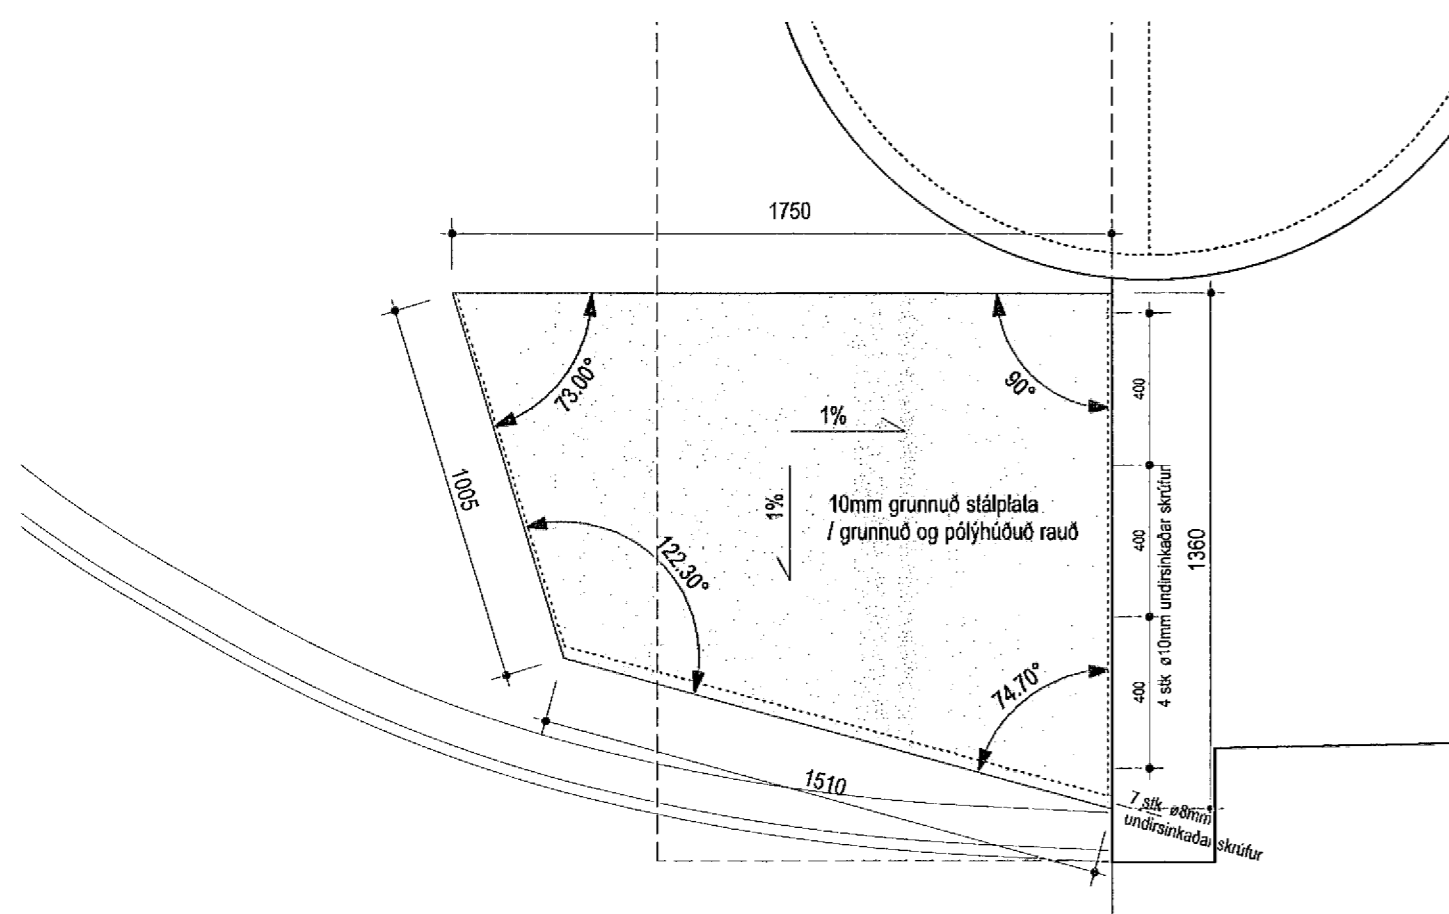 1750
73.00°
90°
400
1%
1005
1%
10mm grunnuð stálplata
/ grunnuð og pólýhúðuð rauð
400
4 stk ø10mm undirsinkaðar skrúfur
1360
122.30°
74.70°
400
1510
7 stk ø8mm
undirsinkaðar skrúfur